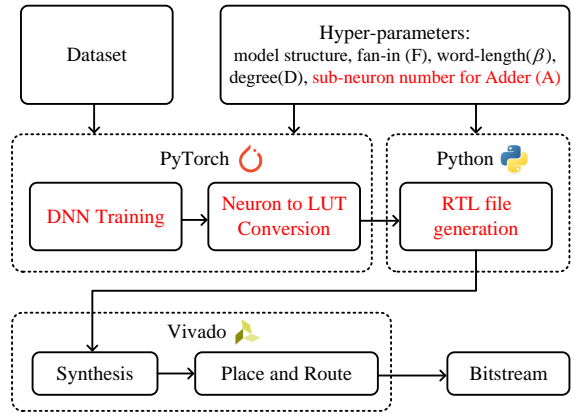 Dataset
Hyper-parameters:
model structure, fan-in (F), word-length(β),
degree(D), sub-neuron number for Adder (A)
PyTorch
Python
DNN Training
Neuron to LUT
Conversion
RTL file
generation
Vivado
Synthesis
Place and Route
Bitstream